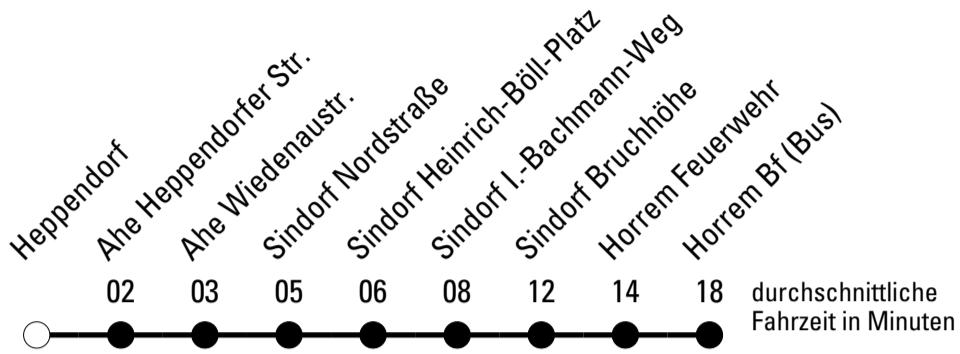 Heppendorf
Ahe Heppendorfer Str.
Ahe Wiedenaustr.
Sindorf Nordstraße
Sindorf Heinrich-Böll-Platz
Sindorf I.-Bachmann-Weg
Sindorf Bruchhöhe
Horrem Feuerwehr
Horrem Bf (Bus)
02 03 05 06 08 12 14 18
durchschnittliche
Fahrzeit in Minuten